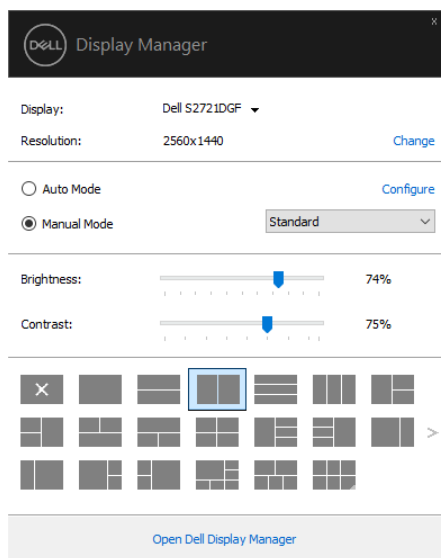 x
DELL Display Manager
Display: Dell S2721DGF
Resolution: 2560x1440 Change
Auto Mode Configure
Manual Mode Standard
Brightness: 74%
Contrast: 75%
Open Dell Display Manager